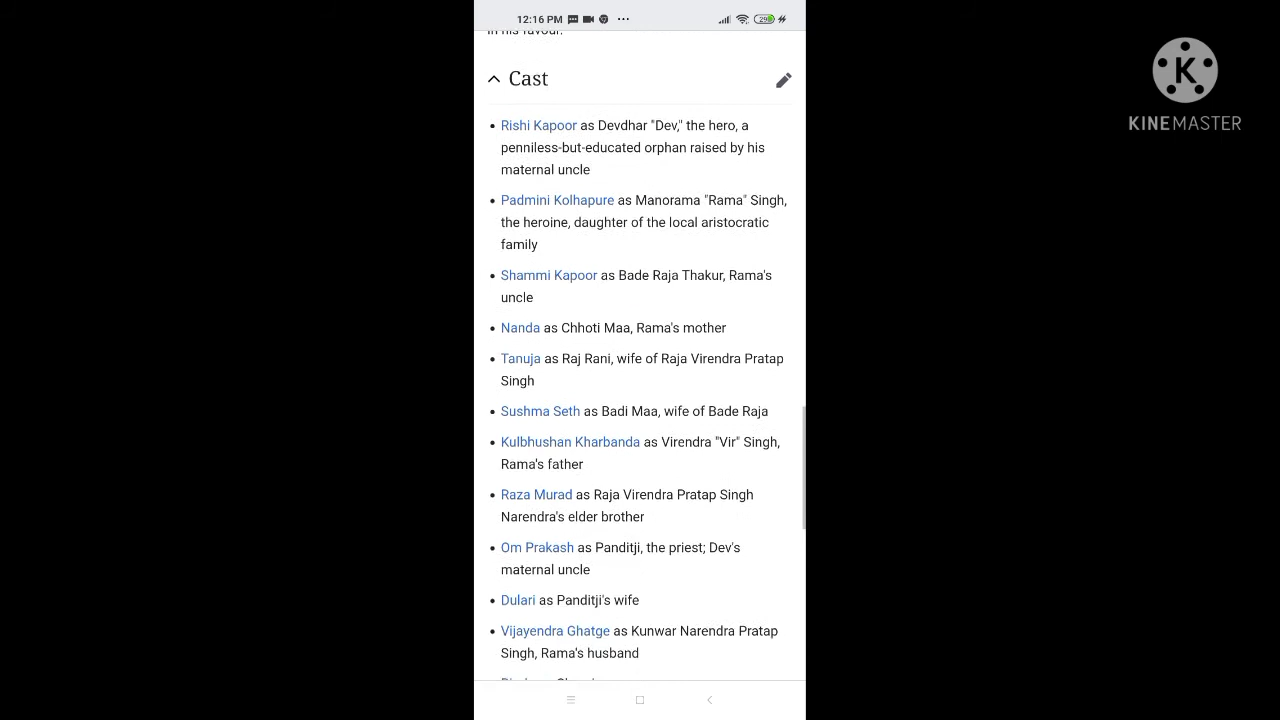 12:16 PM
29
in his favour.
Cast
Rishi Kapoor as Devdhar "Dev," the hero, a
penniless-but-educated orphan raised by his
maternal uncle
Padmini Kolhapure as Manorama "Rama" Singh,
the heroine, daughter of the local aristocratic
family
Shammi Kapoor as Bade Raja Thakur, Rama's
uncle
Nanda as Chhoti Maa, Rama's mother
Tanuja as Raj Rani, wife of Raja Virendra Pratap
Singh
Sushma Seth as Badi Maa, wife of Bade Raja
Kulbhushan Kharbanda as Virendra "Vir" Singh,
Rama's father
Raza Murad as Raja Virendra Pratap Singh
Narendra's elder brother
Om Prakash as Panditji, the priest; Dev's
maternal uncle
Dulari as Panditji's wife
Vijayendra Ghatge as Kunwar Narendra Pratap
Singh, Rama's husband
K
KINEMASTER